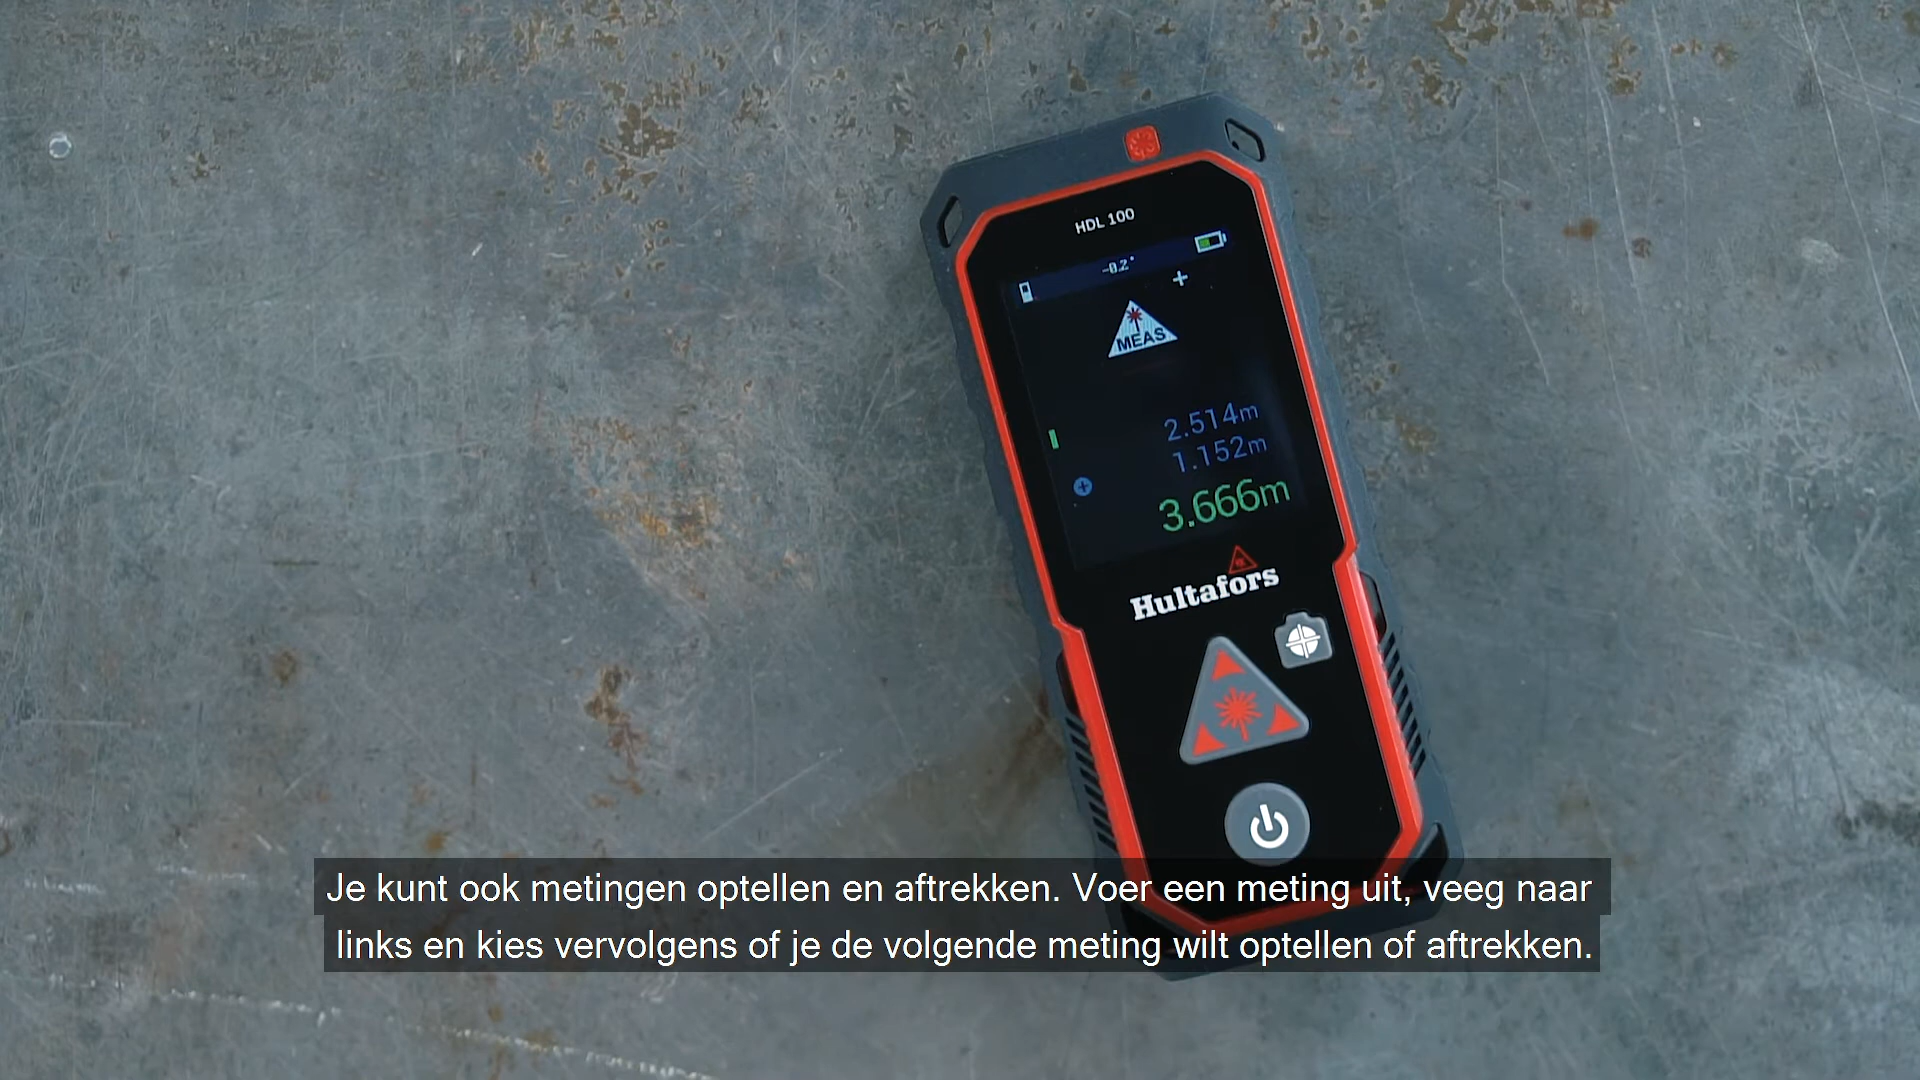 HDL 100
-0.2°
MEAS
2.514m
1.152m
3.666m
Hultafors
Je kunt ook metingen optellen en aftrekken. Voer een meting uit, veeg naar
links en kies vervolgens of je de volgende meting wilt optellen of aftrekken.